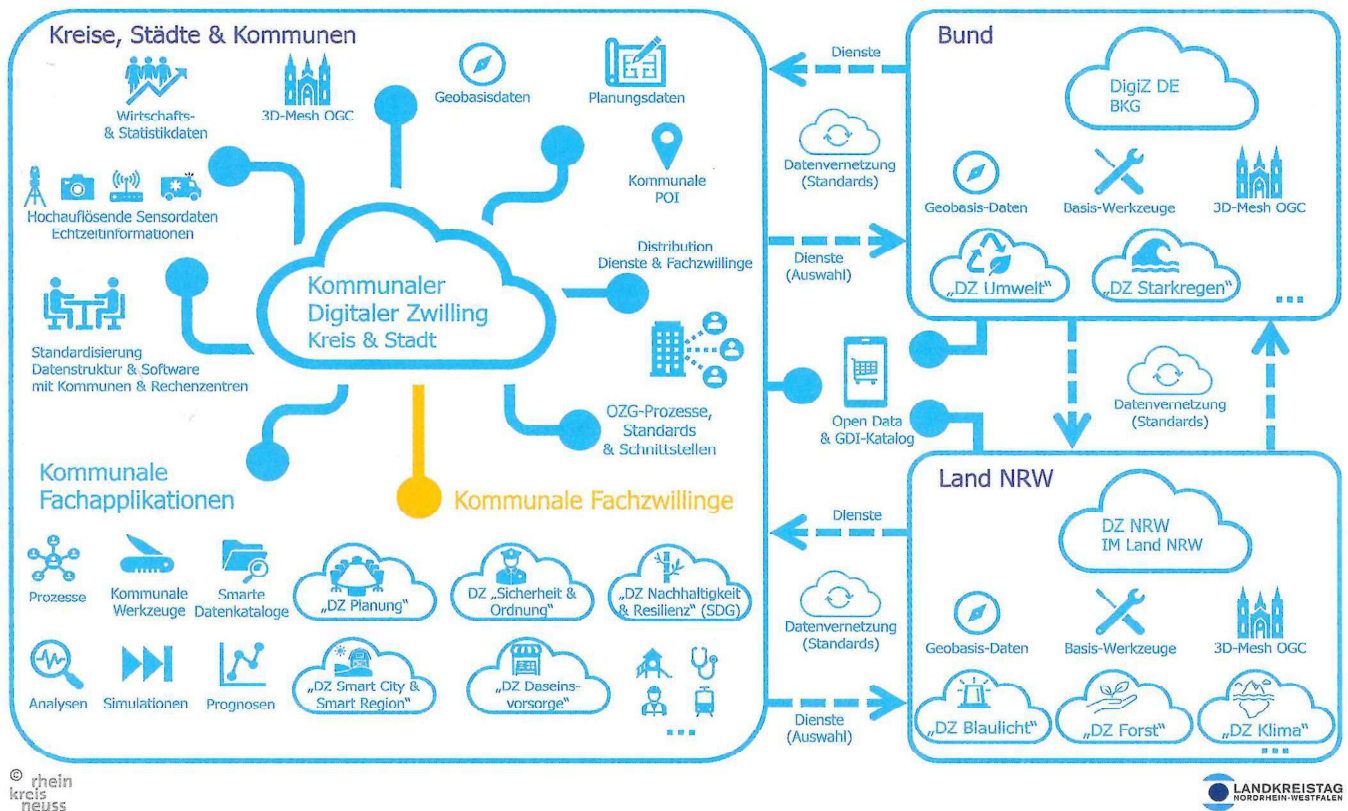 Kreise, Städte & Kommunen
Wirtschafts-
& Statistikdaten
3D-Mesh OGC
Geobasisdaten
Planungsdaten
Kommunale
POI
Hochauflösende Sensordaten
Echtzeitinformationen
Distribution
Dienste & Fachzwillinge
Kommunaler
Digitaler Zwilling
Kreis & Stadt
Standardisierung
Datenstruktur & Software
mit Kommunen & Rechenzentren
OZG-Prozesse,
Standards
& Schnittstellen
Kommunale
Fachapplikationen
Kommunale Fachzwillinge
Prozesse
Kommunale
Werkzeuge
Smarte
Datenkataloge
Analysen
Simulationen
Prognosen
„DZ Planung“
DZ „Sicherheit &
Ordnung“
„DZ Nachhaltigkeit
& Resilienz“ (SDG)
„DZ Smart City &
Smart Region“
„DZ Daseins-
vorsorge“
Dienste
Datenvernetzung
(Standards)
Dienste
(Auswahl)
Bund
DigiZ DE
BKG
Geobasis-Daten
Basis-Werkzeuge
3D-Mesh OGC
„DZ Umwelt“
„DZ Starkregen“
Open Data
& GDI-Katalog
Datenvernetzung
(Standards)
Dienste
Datenvernetzung
(Standards)
Dienste
(Auswahl)
Land NRW
DZ NRW
IM Land NRW
Geobasis-Daten
Basis-Werkzeuge
3D-Mesh OGC
„DZ Blaulicht“
„DZ Forst“
„DZ Klima“
© rhein
kreis
neuss
LANDKREISTAG
NORDRHEIN-WESTFALEN